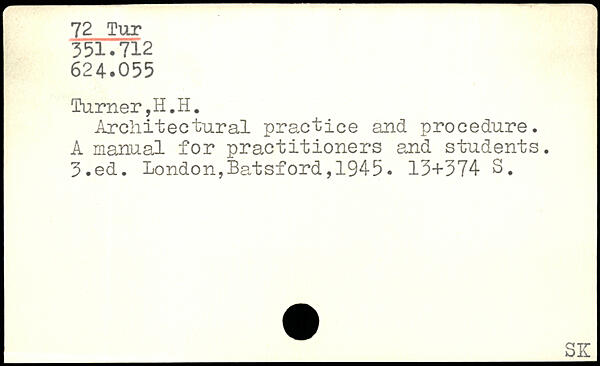 72 Tur
351.712
624.055
Turner,H.H.
Architectural practice and procedure.
A manual for practitioners and students.
3.ed. London,Batsford,1945. 13+374 S.
SK